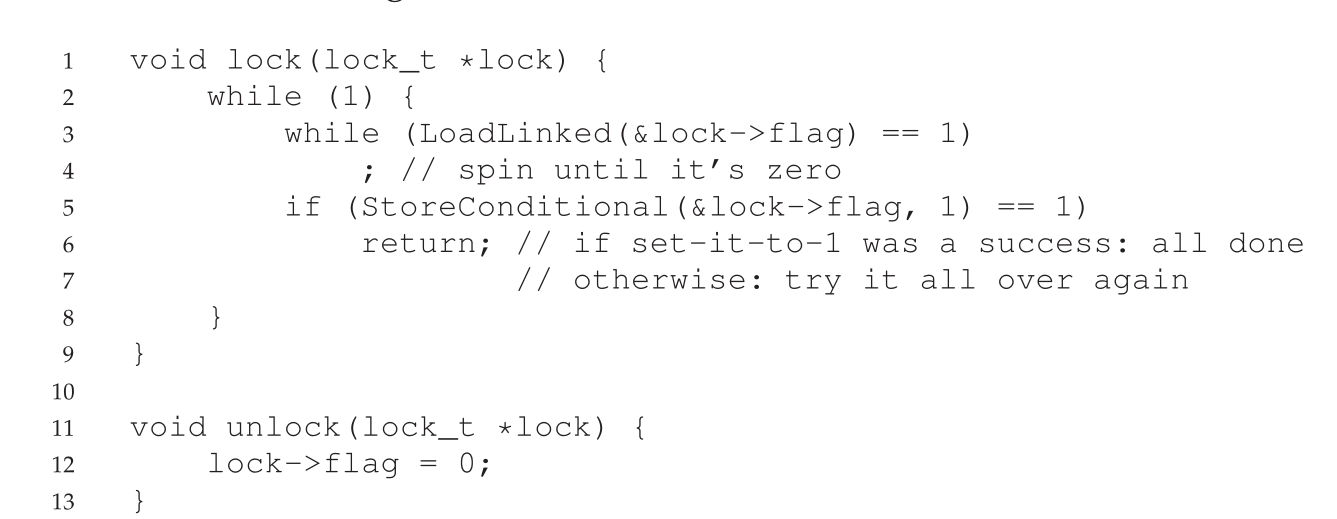 1 void lock(lock_t *lock) {
2 while (1) {
3 while (LoadLinked(&lock->flag) == 1)
4 ; // spin until it's zero
5 if (StoreConditional(&lock->flag, 1) == 1)
6 return; // if set-it-to-1 was a success: all done
7 // otherwise: try it all over again
8 }
9 }
10
11 void unlock(lock_t *lock) {
12 lock->flag = 0;
13 }